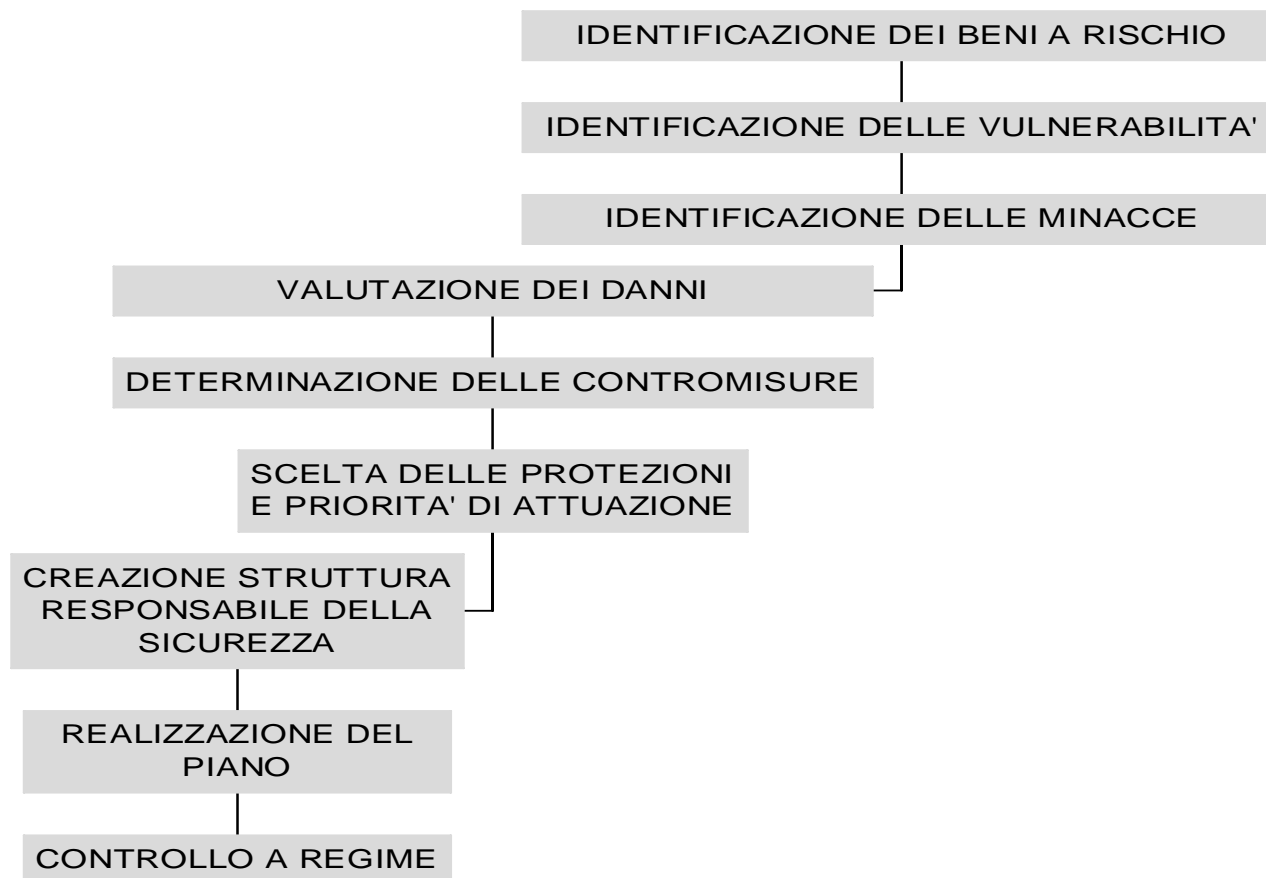 IDENTIFICAZIONE DEI BENI A RISCHIO
IDENTIFICAZIONE DELLE VULNERABILITA'
IDENTIFICAZIONE DELLE MINACCE
VALUTAZIONE DEI DANNI
DETERMINAZIONE DELLE CONTROMISURE
SCELTA DELLE PROTEZIONI
E PRIORITA' DI ATTUAZIONE
CREAZIONE STRUTTURA
RESPONSABILE DELLA
SICUREZZA
REALIZZAZIONE DEL
PIANO
CONTROLLO A REGIME